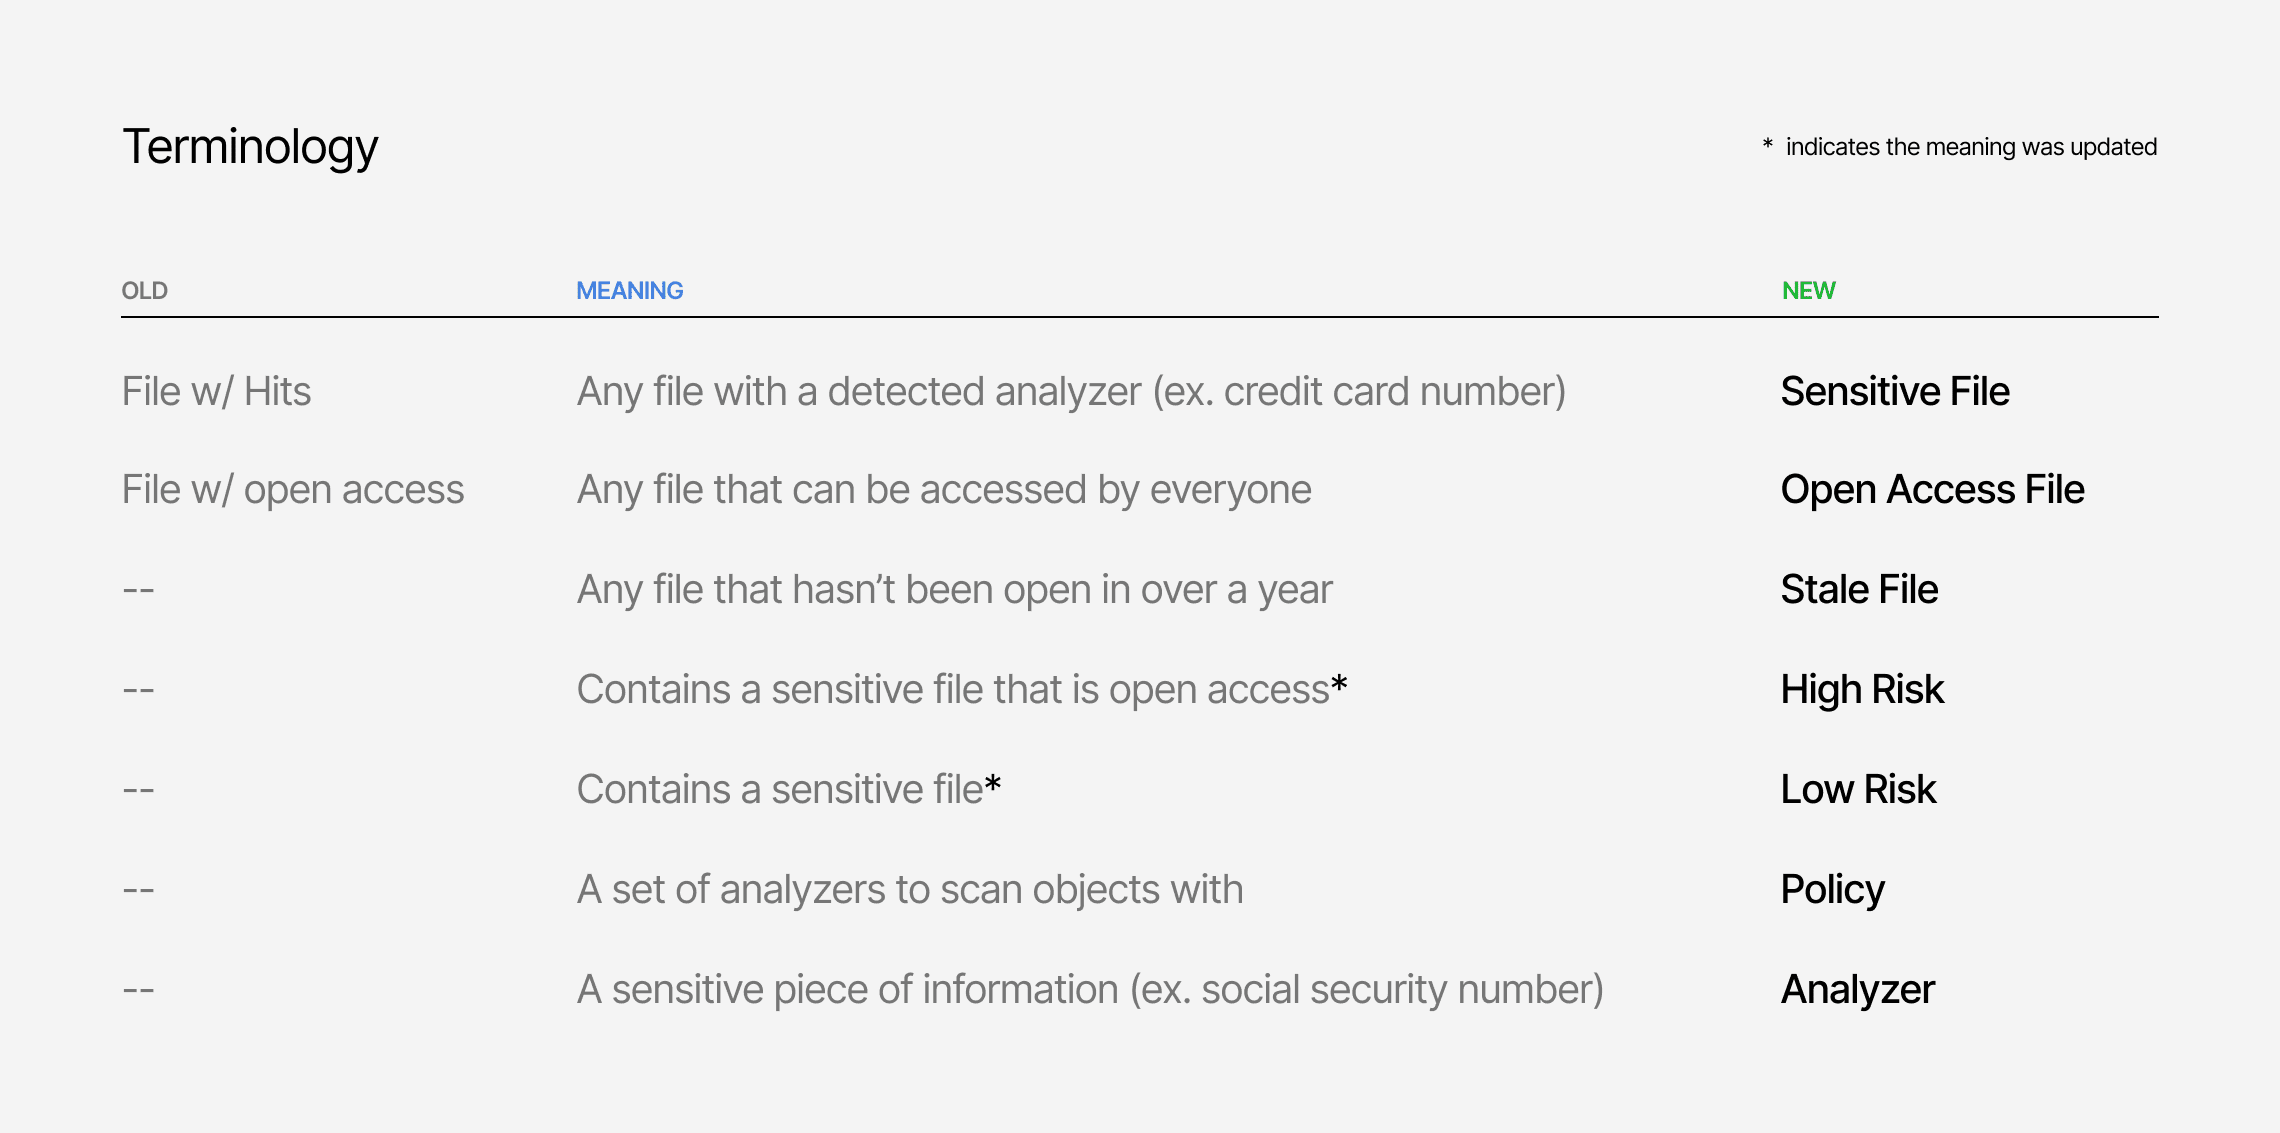 Terminology
* indicates the meaning was updated
OLD MEANING NEW
File w/ Hits Any file with a detected analyzer (ex. credit card number) Sensitive File
File w/ open access Any file that can be accessed by everyone Open Access File
-- Any file that hasn’t been open in over a year Stale File
-- Contains a sensitive file that is open access* High Risk
-- Contains a sensitive file* Low Risk
-- A set of analyzers to scan objects with Policy
-- A sensitive piece of information (ex. social security number) Analyzer